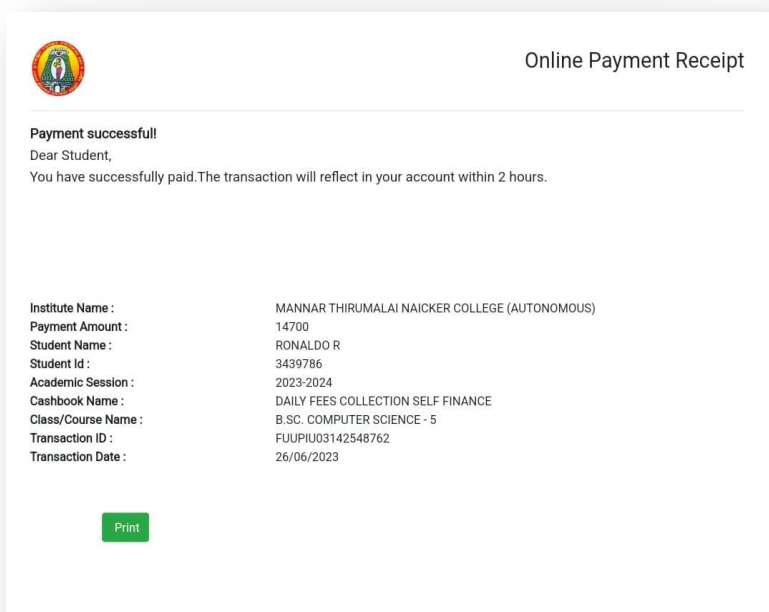 Online Payment Receipt
Payment successful!
Dear Student,
You have successfully paid.The transaction will reflect in your account within 2 hours.
Institute Name : MANNAR THIRUMALAI NAICKER COLLEGE (AUTONOMOUS)
Payment Amount : 14700
Student Name : RONALDO R
Student Id : 3439786
Academic Session : 2023-2024
Cashbook Name : DAILY FEES COLLECTION SELF FINANCE
Class/Course Name : B.SC. COMPUTER SCIENCE - 5
Transaction ID : FUUPIU03142548762
Transaction Date : 26/06/2023
Print